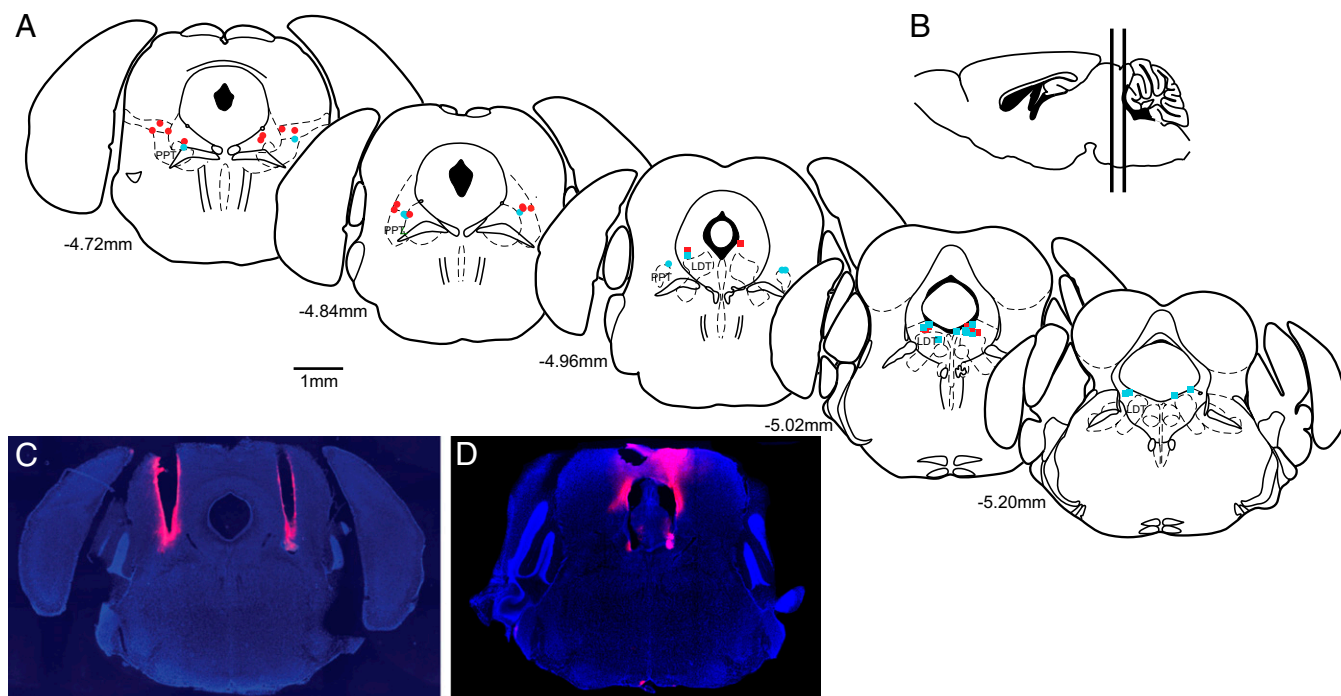 A
B
PPT
-4.72mm
PPT
-4.84mm
LDT
PPT
-4.96mm
LDT
-5.02mm
LDT
-5.20mm
1mm
C
D